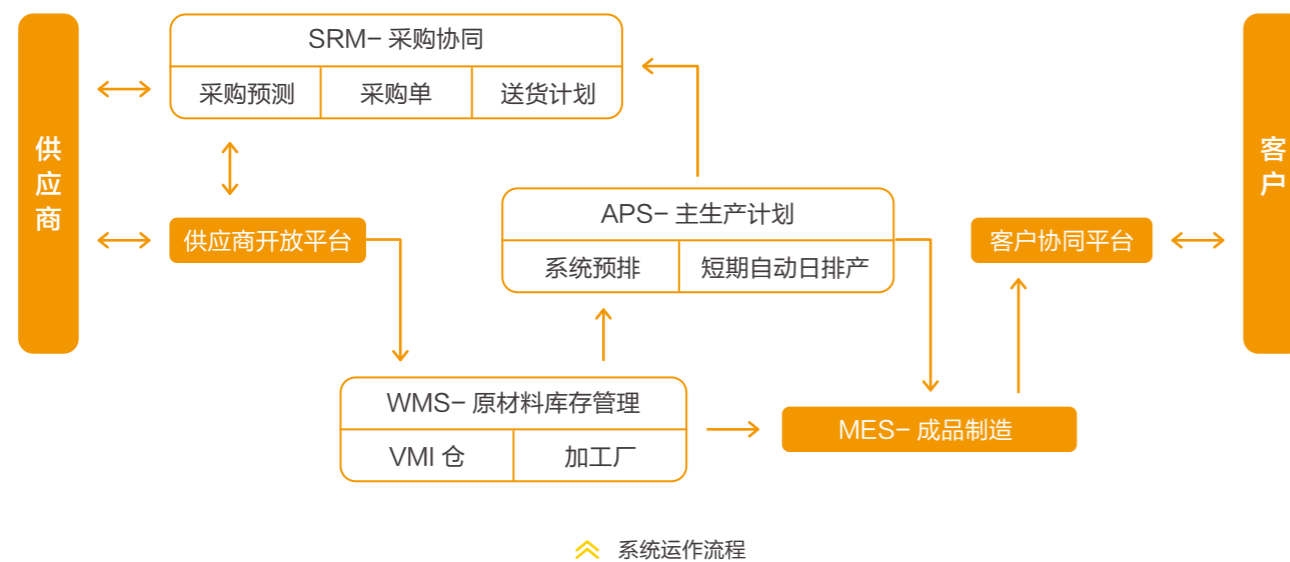 SRM- 采购协同
采购预测
采购单
送货计划
供应商
客户
APS- 主生产计划
系统预排
短期自动日排产
供应商开放平台
客户协同平台
WMS- 原材料库存管理
VMI 仓
加工厂
MES- 成品制造
系统运作流程